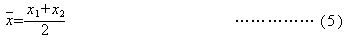 x̄=(x₁+x₂)/2 …………… (5)